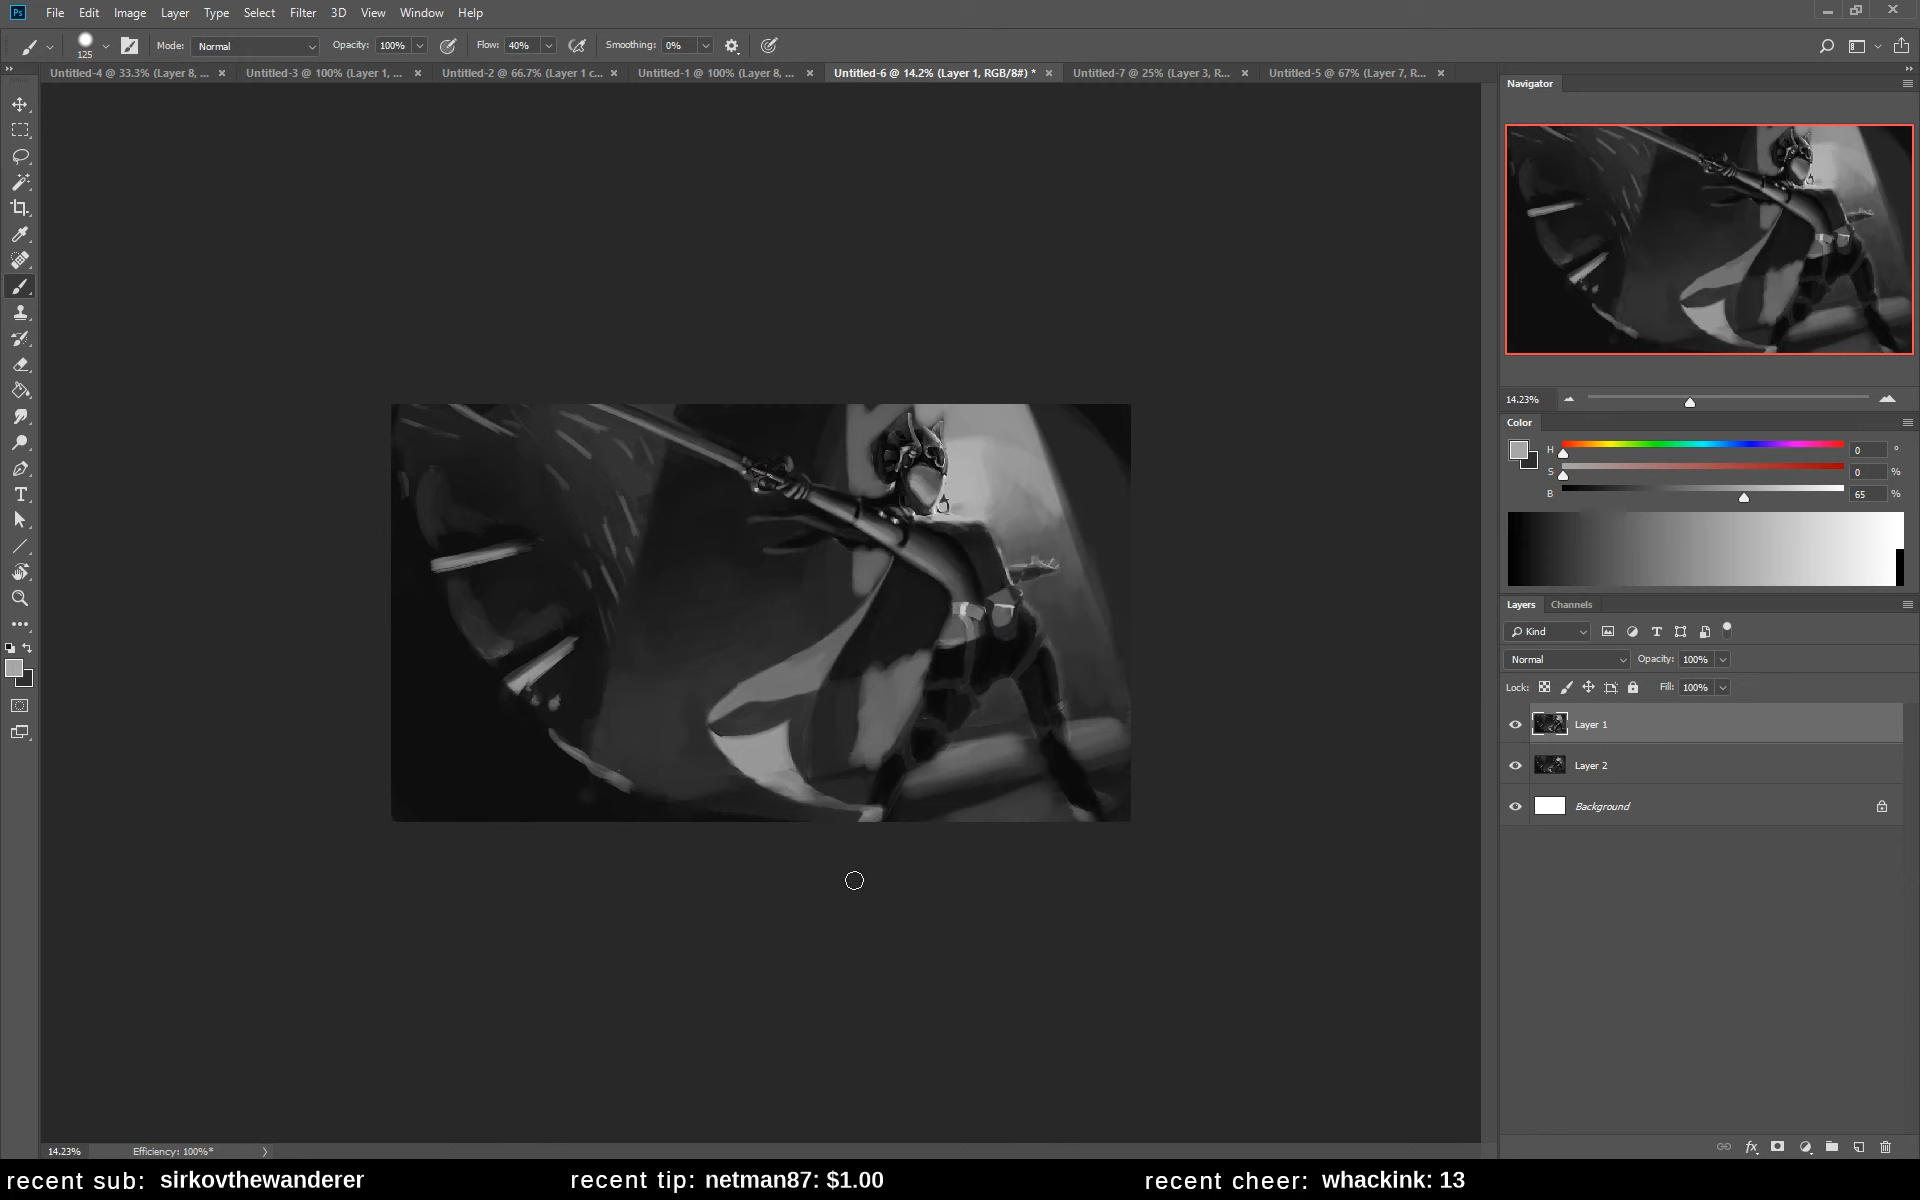 Ps File Edit Image Layer Type Select Filter 3D View Window Help
125 Mode: Normal Opacity: 100% Flow: 40% Smoothing: 0%
Untitled-4 @ 33.3% (Layer 8, ... × Untitled-3 @ 100% (Layer 1, ... × Untitled-2 @ 66.7% (Layer 1 c... × Untitled-1 @ 100% (Layer 8, ... × Untitled-6 @ 14.2% (Layer 1, RGB/8#) * × Untitled-7 @ 25% (Layer 3, R... × Untitled-5 @ 67% (Layer 7, R... ×
Navigator
14.23%
Color
H 0 °
S 0 %
B 65 %
Layers Channels
Kind
Normal Opacity: 100%
Lock: Fill: 100%
Layer 1
Layer 2
Background
14.23% Efficiency: 100%*
recent sub: sirkovthewanderer recent tip: netman87: $1.00 recent cheer: whackink: 13